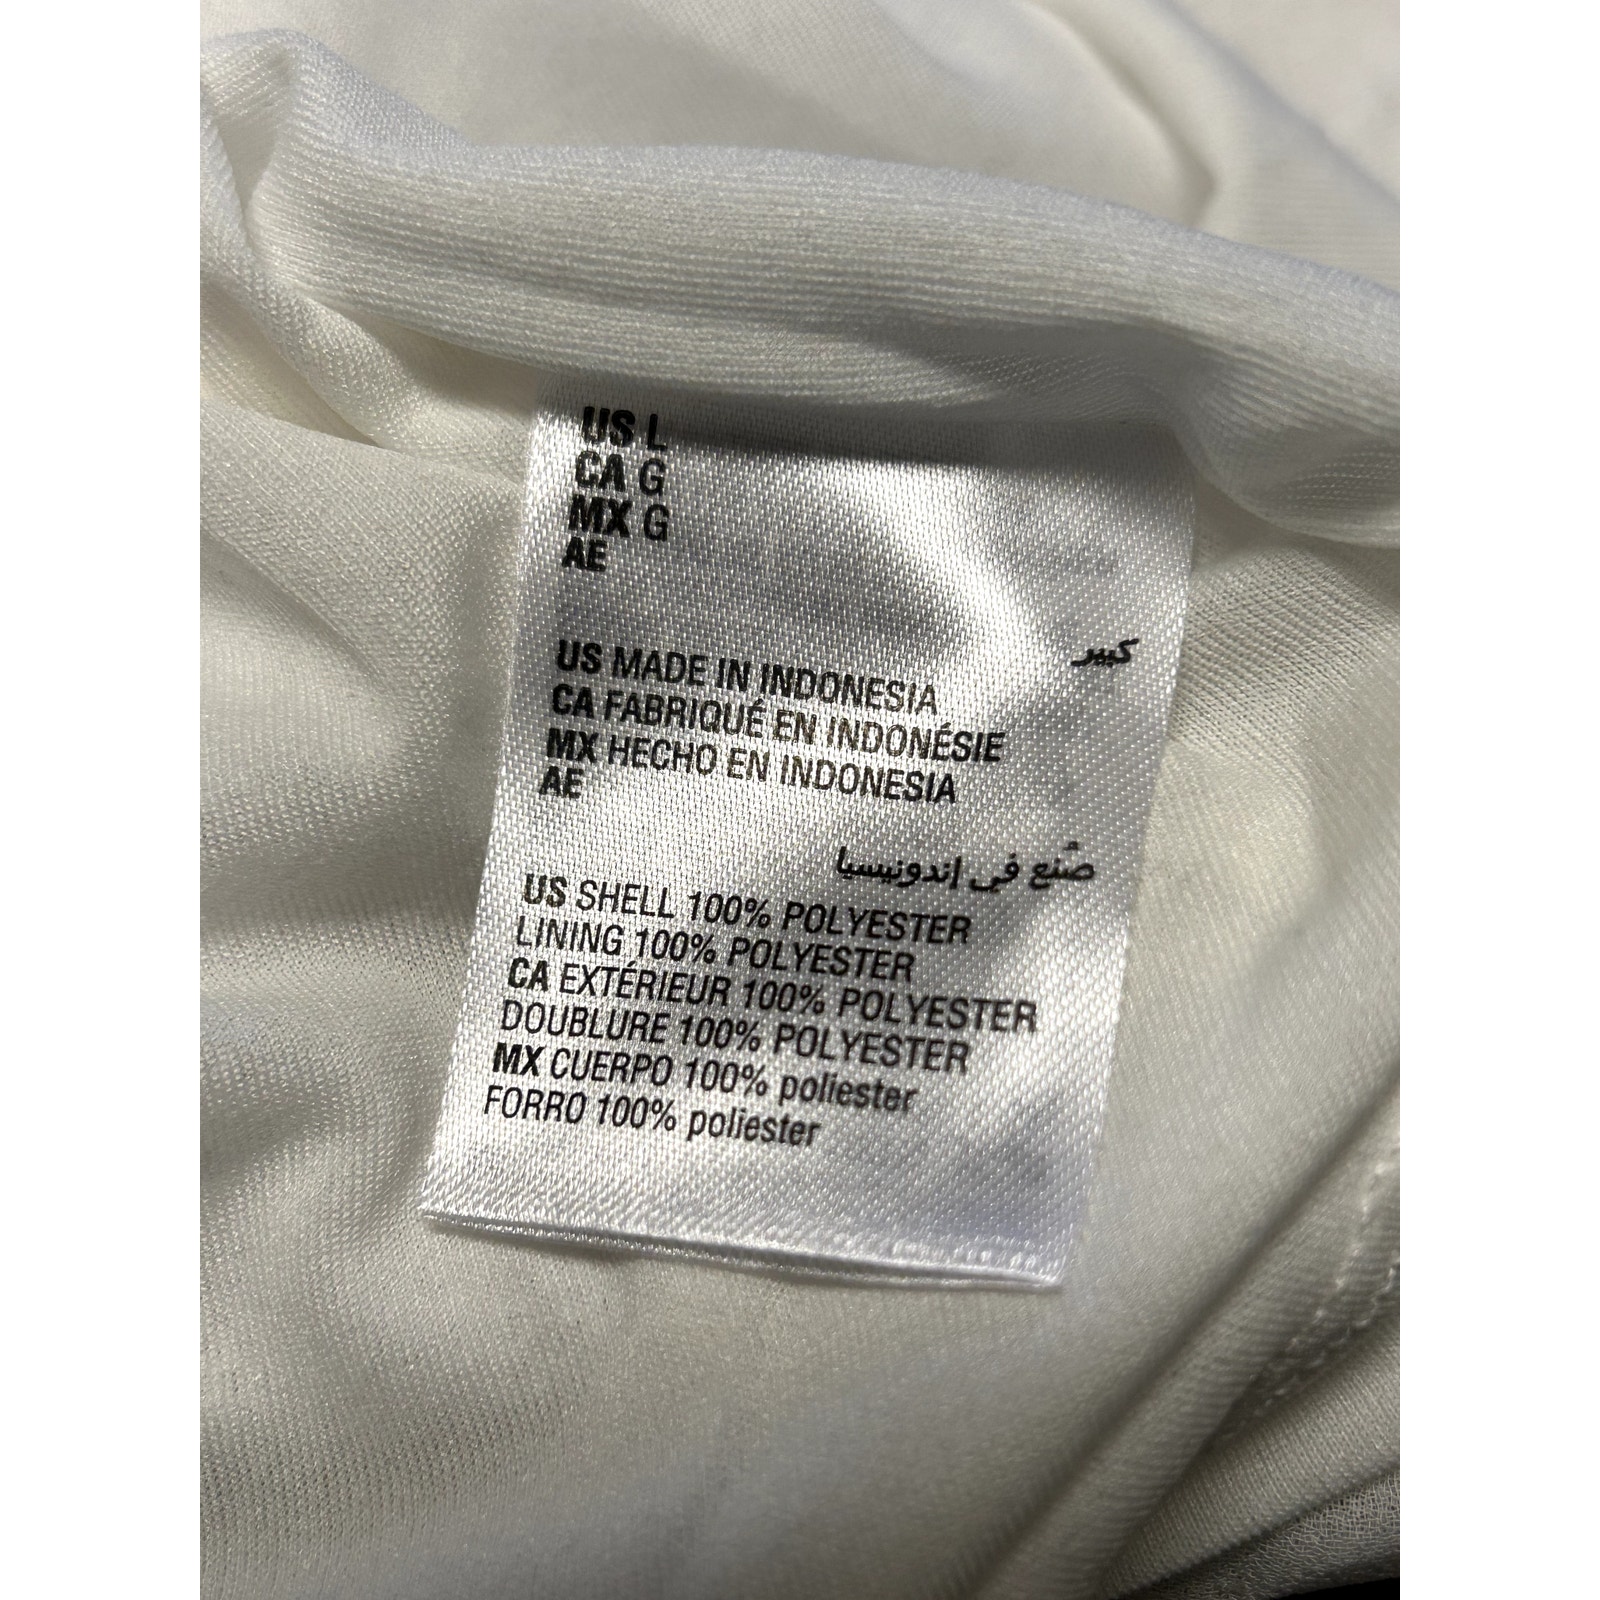 US L
CA G
MX G
AE
كبير
US MADE IN INDONESIA
CA FABRIQUÉ EN INDONÉSIE
MX HECHO EN INDONESIA
AE
صُنع في إندونيسيا
US SHELL 100% POLYESTER
LINING 100% POLYESTER
CA EXTÉRIEUR 100% POLYESTER
DOUBLURE 100% POLYESTER
MX CUERPO 100% poliester
FORRO 100% poliester